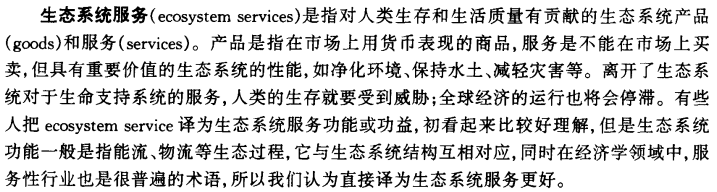 生态系统服务(ecosystem services)是指对人类生存和生活质量有贡献的生态系统产品
(goods)和服务(services)。产品是指在市场上用货币表现的商品,服务是不能在市场上买
卖,但具有重要价值的生态系统的性能,如净化环境、保持水土、减轻灾害等。离开了生态系
统对于生命支持系统的服务,人类的生存就要受到威胁;全球经济的运行也将会停滞。有些
人把 ecosystem service 译为生态系统服务功能或功益,初看起来比较好理解,但是生态系统
功能一般是指能流、物流等生态过程,它与生态系统结构互相对应,同时在经济学领域中,服
务性行业也是很普遍的术语,所以我们认为直接译为生态系统服务更好。